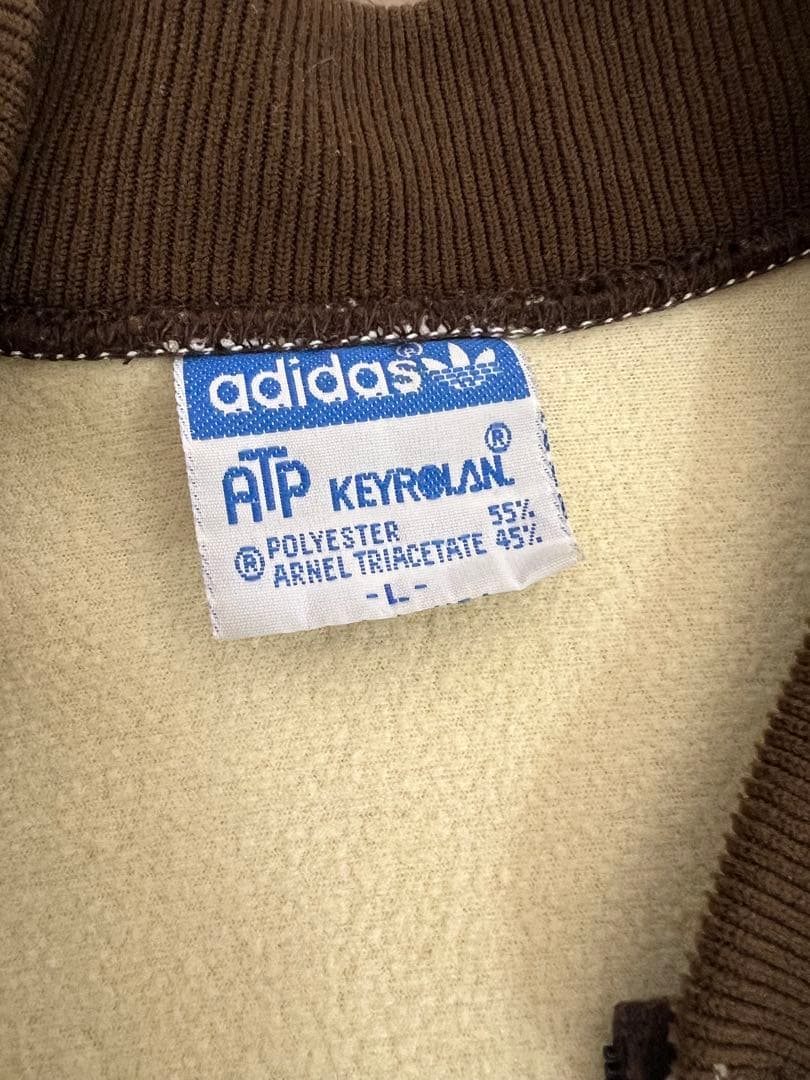 adidas®
ATP KEYROLAN.®
POLYESTER 55%
® ARNEL TRIACETATE 45%
- L -